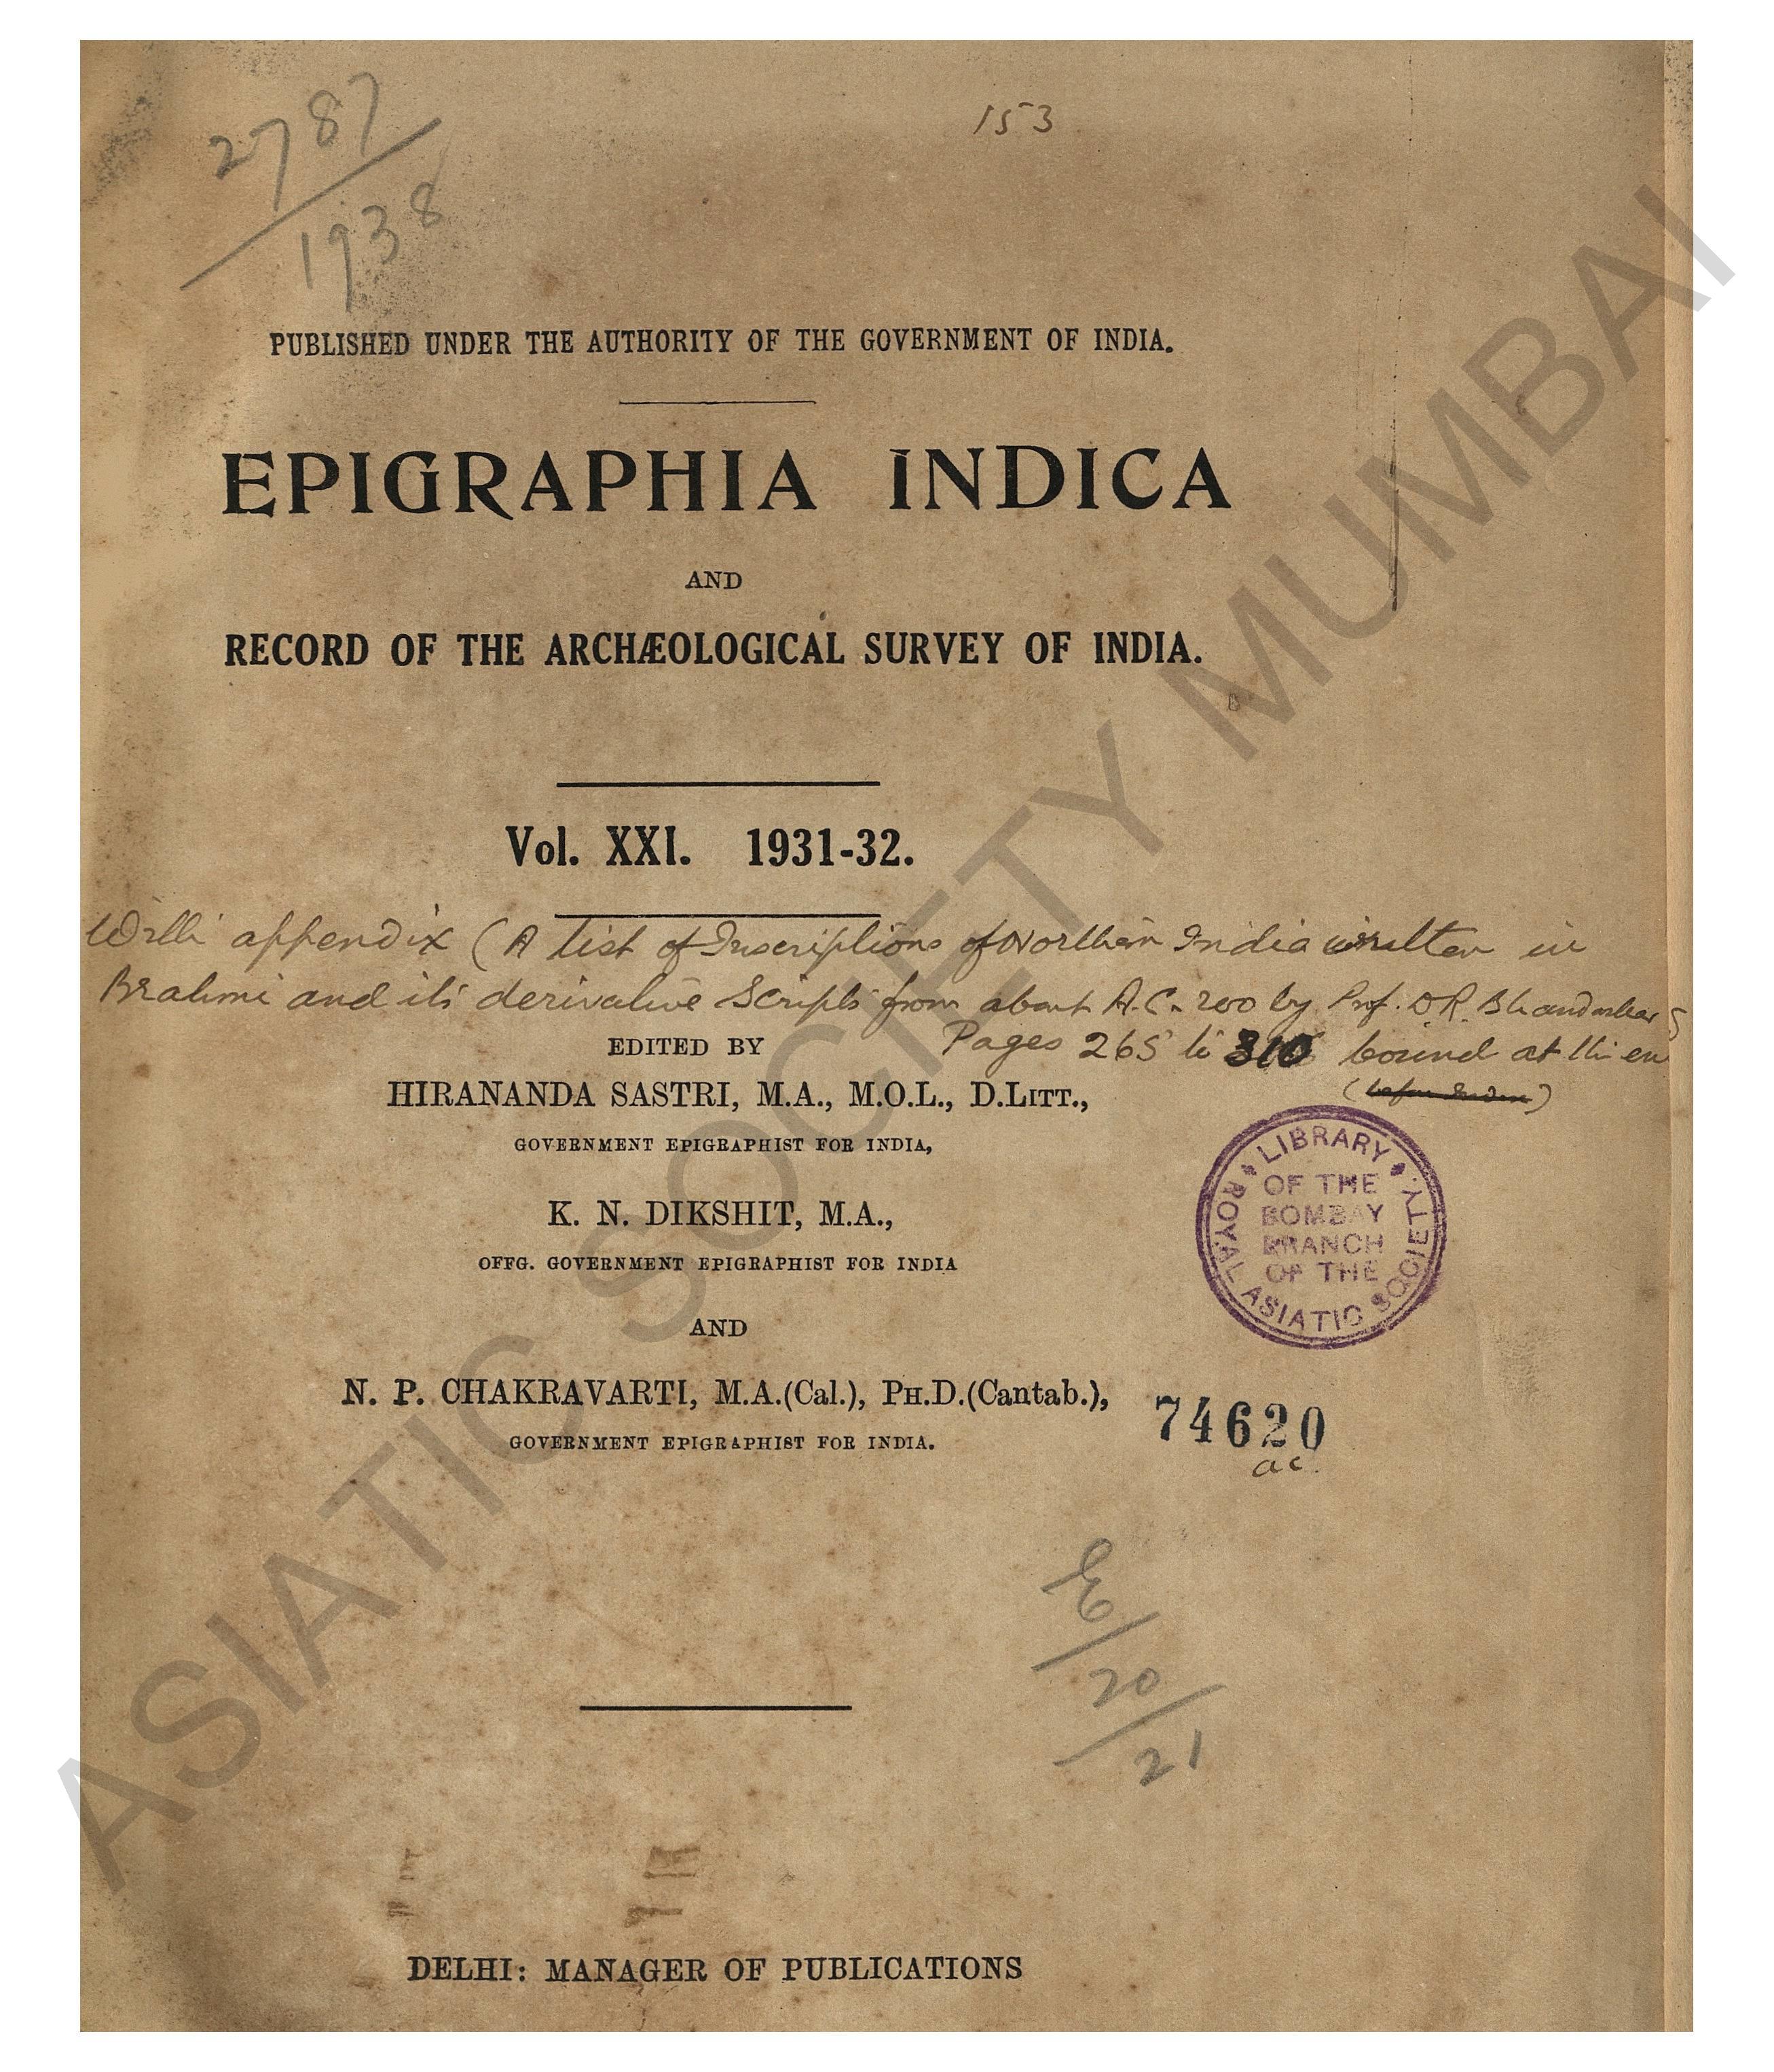 2787
1938
153
PUBLISHED UNDER THE AUTHORITY OF THE GOVERNMENT OF INDIA.
EPIGRAPHIA INDICA
AND
RECORD OF THE ARCHÆOLOGICAL SURVEY OF INDIA.
Vol. XXI. 1931-32.
With appendix (A list of Inscriptions of Northern India written in
Brahmi and its derivative Scripts from about A.C. 200 by Prof. D R. Bhandarkar
Pages 265 to 310 bound at the en
EDITED BY
HIRANANDA SASTRI, M.A., M.O.L., D.LITT.,
GOVERNMENT EPIGRAPHIST FOR INDIA,
K. N. DIKSHIT, M.A.,
OFFG. GOVERNMENT EPIGRAPHIST FOR INDIA
AND
N. P. CHAKRAVARTI, M.A.(Cal.), PH.D.(Cantab.),
GOVERNMENT EPIGRAPHIST FOR INDIA.
LIBRARY
OF THE
BOMBAY
BRANCH
OF THE
ROYAL ASIATIC SOCIETY
74620
ac.
E
20
21
DELHI: MANAGER OF PUBLICATIONS
ASIATIC SOCIETY MUMBAI